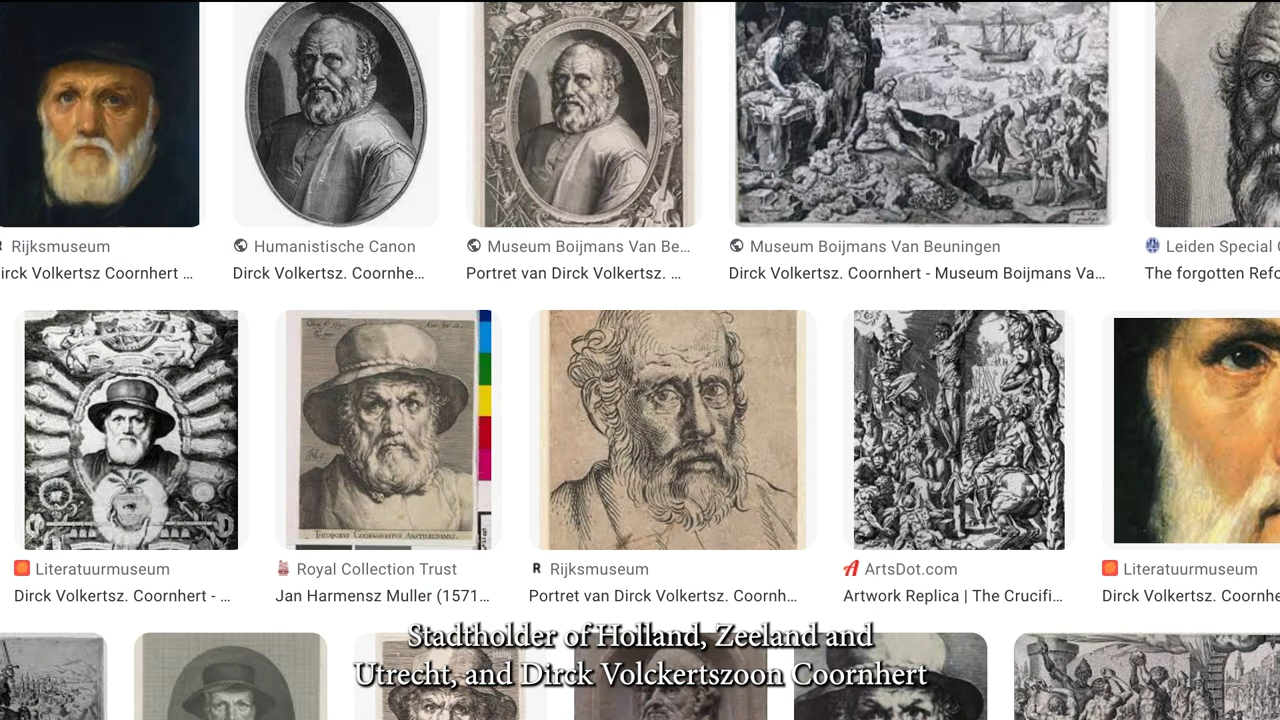 Rijksmuseum
Humanistische Canon
Museum Boijmans Van Be...
Museum Boijmans Van Beuningen
Leiden Special
irck Volkertsz Coornhert ...
Dirck Volkertsz. Coornhe...
Portret van Dirck Volkertsz. ...
Dirck Volkertsz. Coornhert - Museum Boijmans Va...
The forgotten Refo
THEODORVS COORNHERTIVS AMSTELREDAMVS.
Literatuurmuseum
Royal Collection Trust
R Rijksmuseum
A ArtsDot.com
Literatuurmuseum
Dirck Volkertsz. Coornhert - ...
Jan Harmensz Muller (1571...
Portret van Dirck Volkertsz. Coornh...
Artwork Replica | The Crucifi...
Dirck Volkertsz. Coornhe
Stadtholder of Holland, Zeeland and
Utrecht, and Dirck Volckertszoon Coornhert